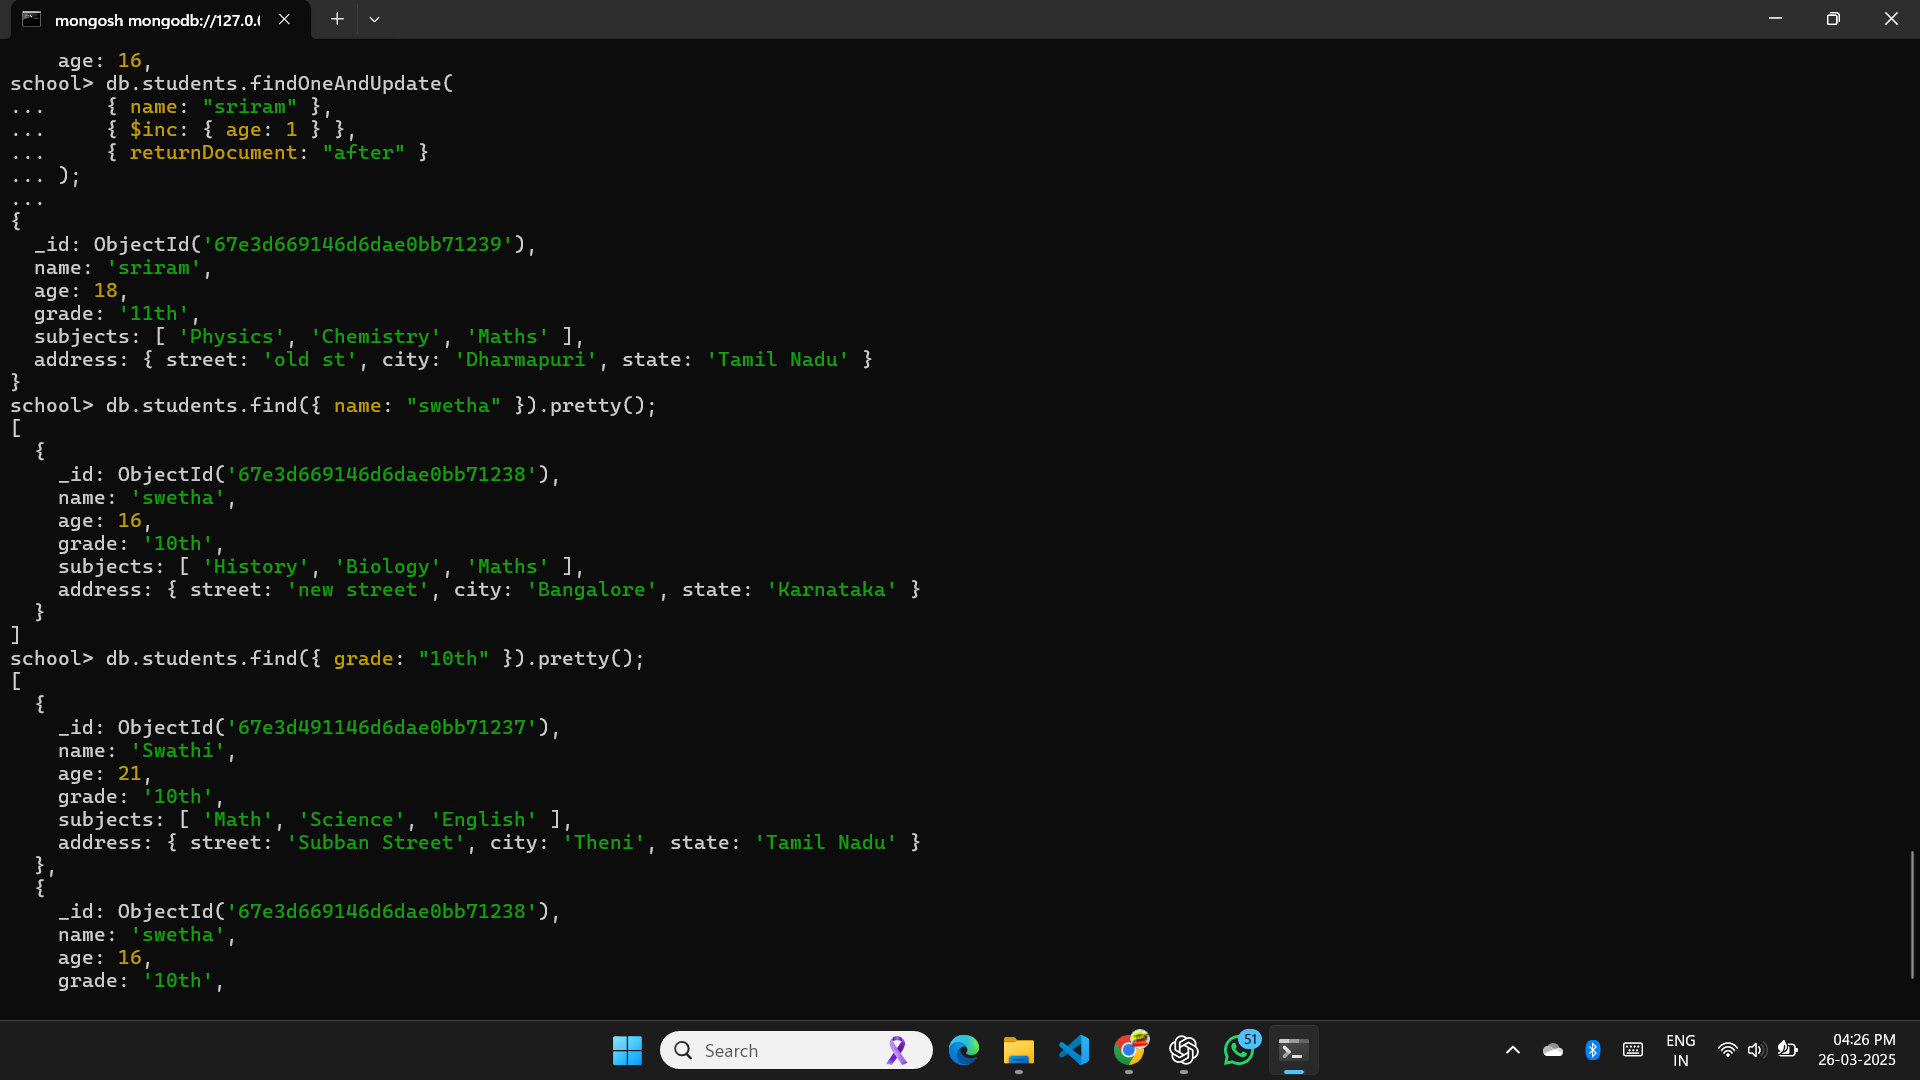 mongosh mongodb://127.0.0
    age: 16,
school> db.students.findOneAndUpdate(
...     { name: "sriram" },
...     { $inc: { age: 1 } },
...     { returnDocument: "after" }
... );
...
{
  _id: ObjectId('67e3d669146d6dae0bb71239'),
  name: 'sriram',
  age: 18,
  grade: '11th',
  subjects: [ 'Physics', 'Chemistry', 'Maths' ],
  address: { street: 'old st', city: 'Dharmapuri', state: 'Tamil Nadu' }
}
school> db.students.find({ name: "swetha" }).pretty();
[
  {
    _id: ObjectId('67e3d669146d6dae0bb71238'),
    name: 'swetha',
    age: 16,
    grade: '10th',
    subjects: [ 'History', 'Biology', 'Maths' ],
    address: { street: 'new street', city: 'Bangalore', state: 'Karnataka' }
  }
]
school> db.students.find({ grade: "10th" }).pretty();
[
  {
    _id: ObjectId('67e3d491146d6dae0bb71237'),
    name: 'Swathi',
    age: 21,
    grade: '10th',
    subjects: [ 'Math', 'Science', 'English' ],
    address: { street: 'Subban Street', city: 'Theni', state: 'Tamil Nadu' }
  },
  {
    _id: ObjectId('67e3d669146d6dae0bb71238'),
    name: 'swetha',
    age: 16,
    grade: '10th',
Search
51
ENG
IN
04:26 PM
26-03-2025